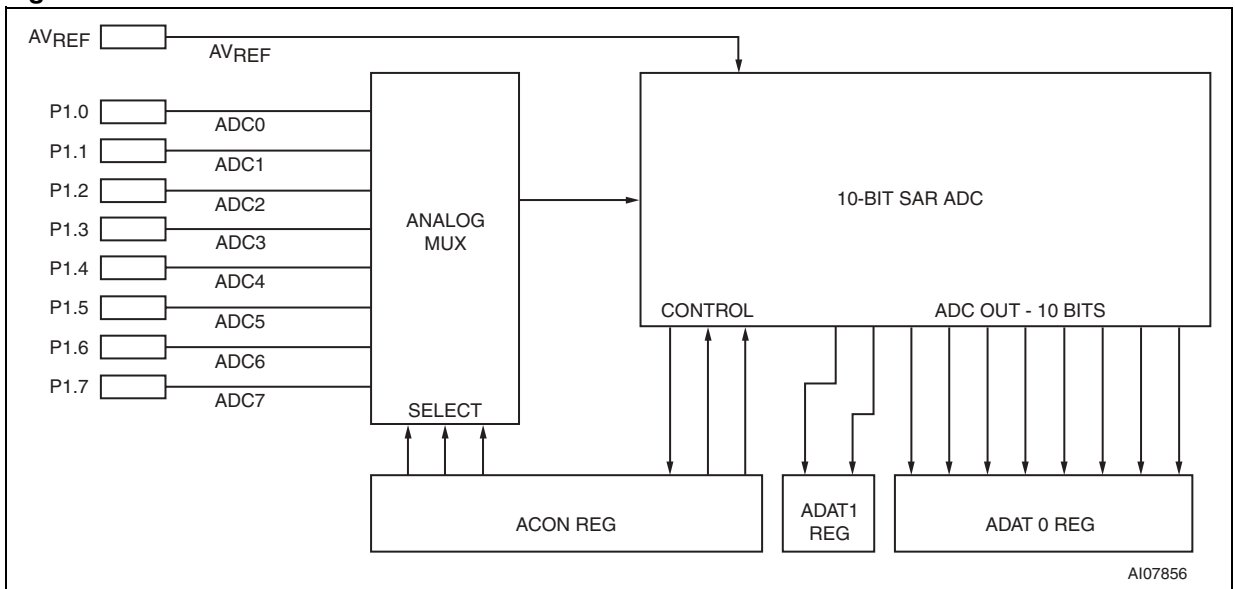 AVREF
AVREF
P1.0
ADC0
P1.1
ADC1
P1.2
ADC2
P1.3
ADC3
P1.4
ADC4
P1.5
ADC5
P1.6
ADC6
P1.7
ADC7
ANALOG
MUX
SELECT
10-BIT SAR ADC
CONTROL
ADC OUT - 10 BITS
ACON REG
ADAT1
REG
ADAT 0 REG
AI07856